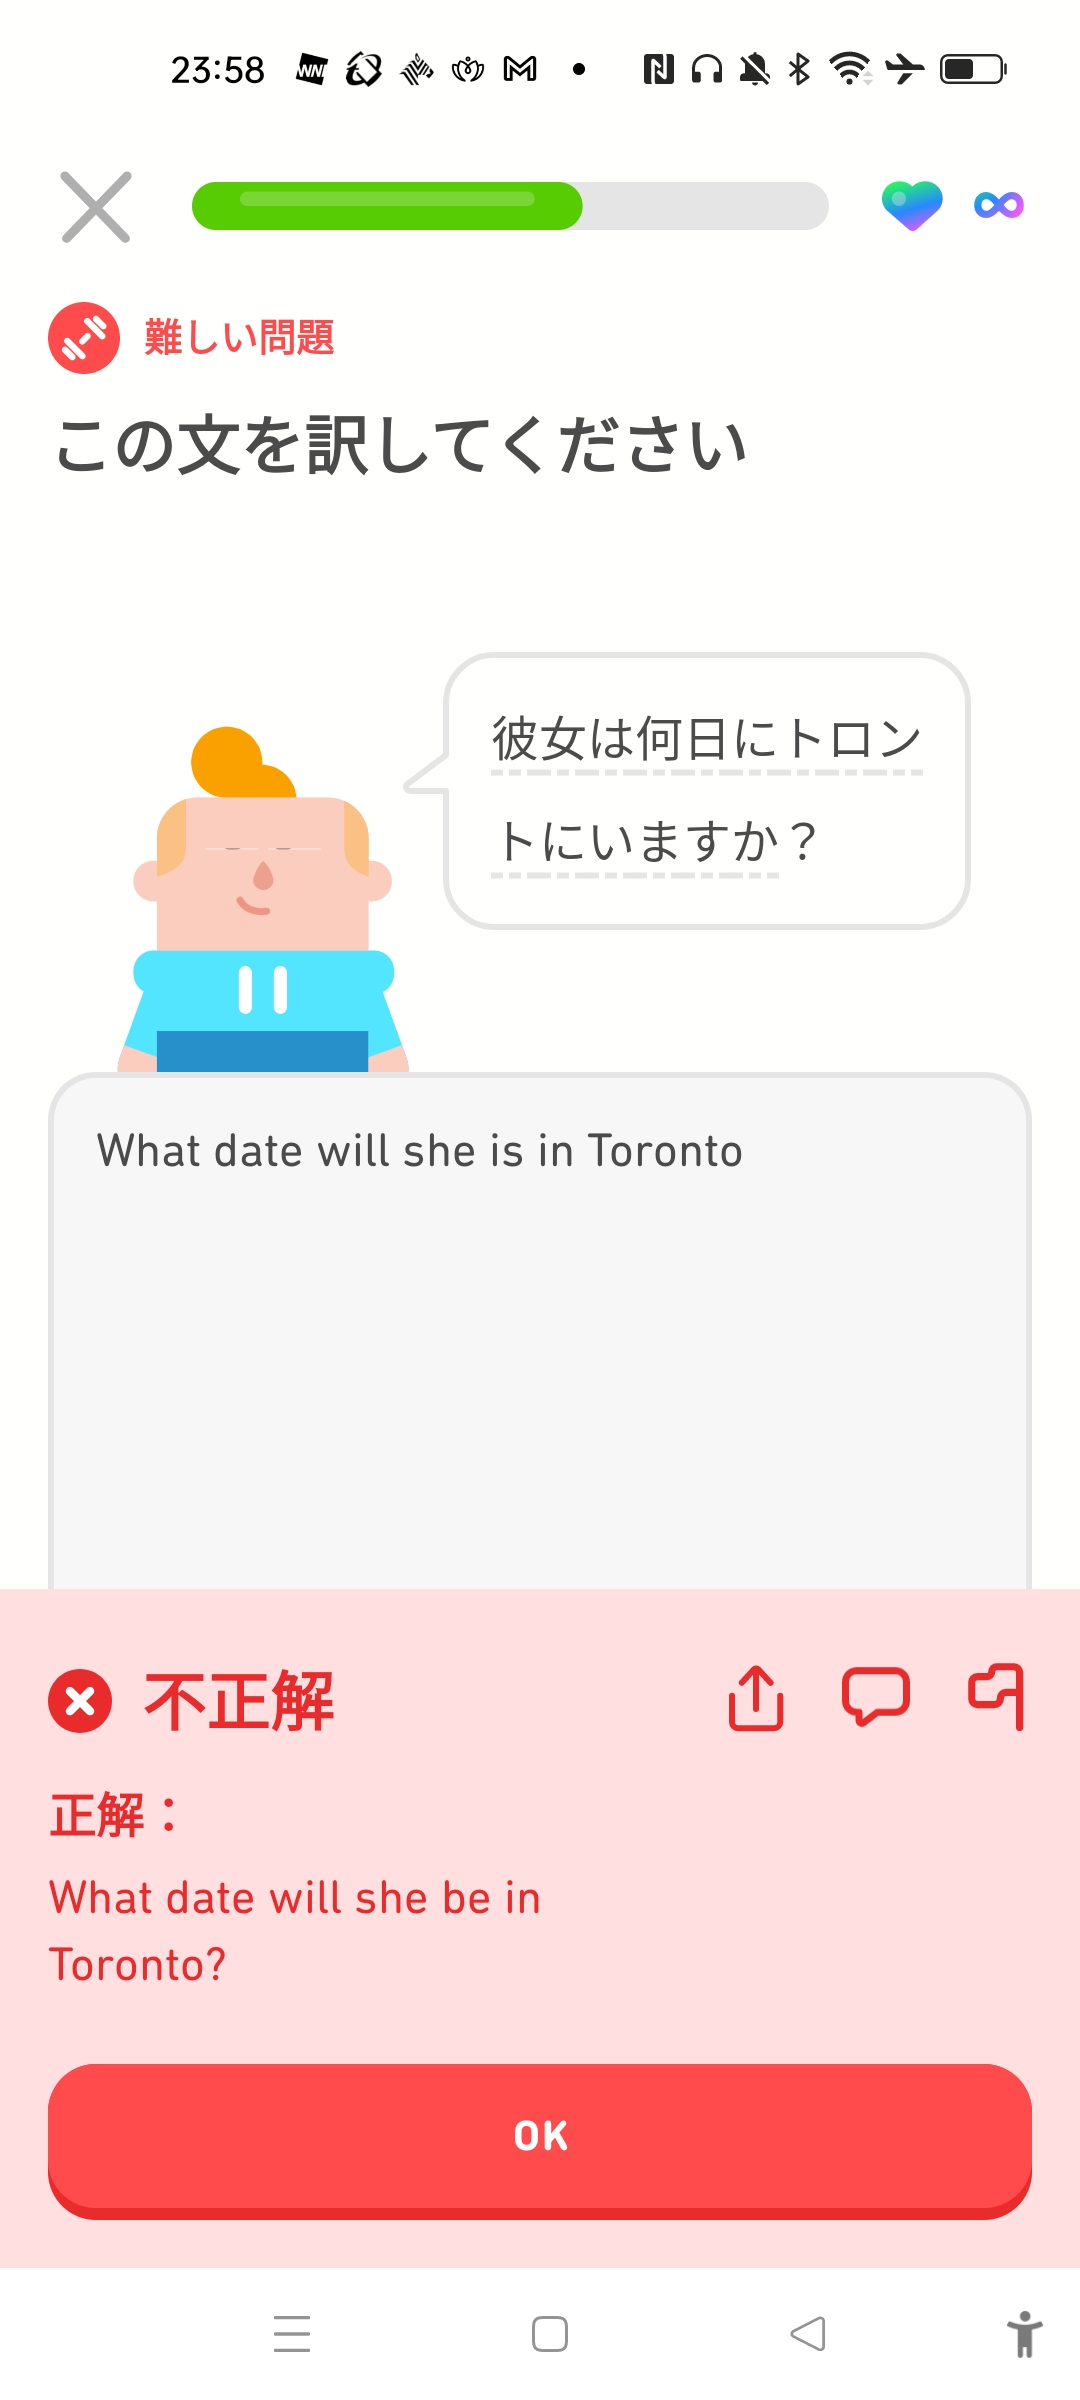 23:58
難しい問題
この文を訳してください
彼女は何日にトロン
トにいますか？
What date will she is in Toronto
不正解
正解：
What date will she be in
Toronto?
OK